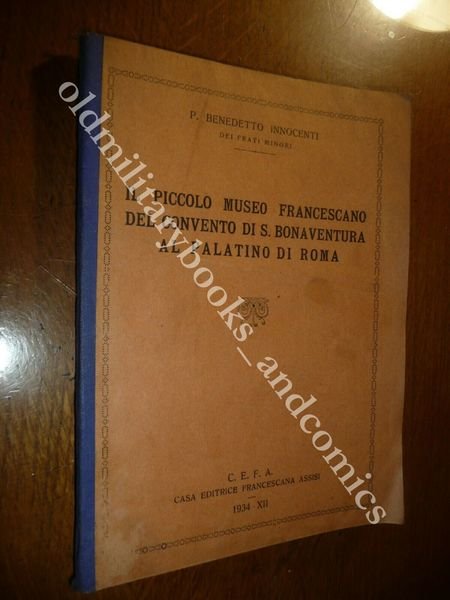 P. BENEDETTO INNOCENTI
DEI FRATI MINORI
IL PICCOLO MUSEO FRANCESCANO
DEL CONVENTO DI S. BONAVENTURA
AL PALATINO DI ROMA
C. E. F. A.
CASA EDITRICE FRANCESCANA ASSISI
1934 - XII
oldmilitarybooks_andcomics